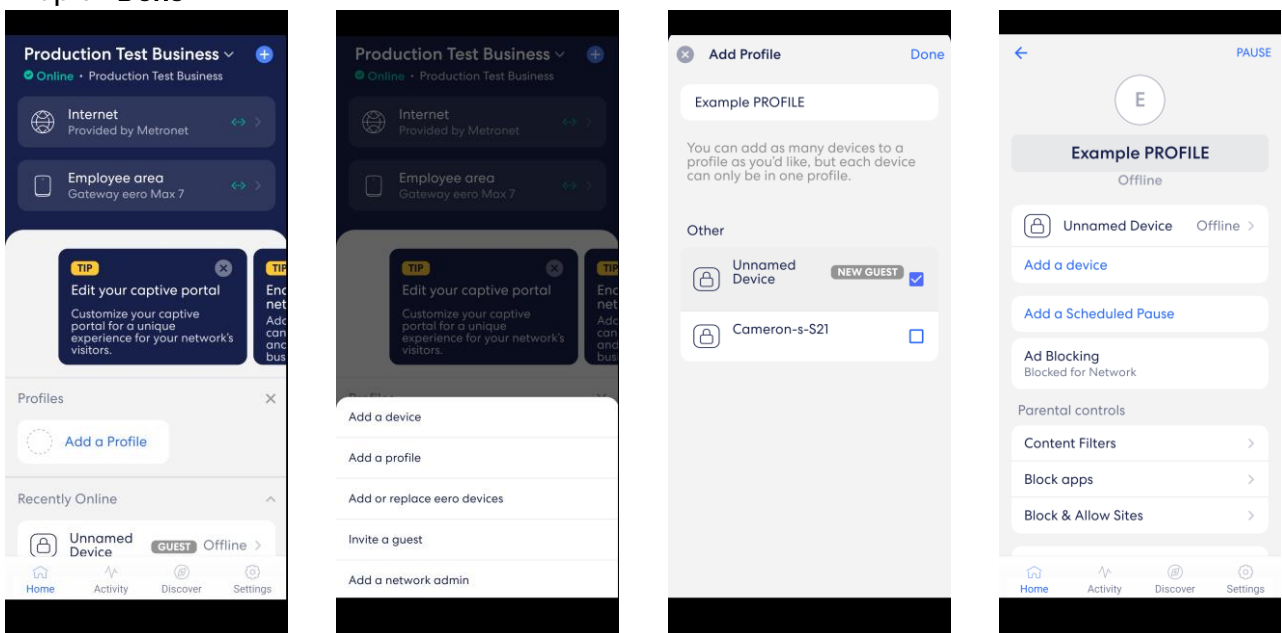 Production Test Business
Online • Production Test Business
Internet
Provided by Metronet
Employee area
Gateway eero Max 7
TIP
Edit your captive portal
Customize your captive
portal for a unique
experience for your network's
visitors.
TIP
Profiles
Add a Profile
Recently Online
Unnamed
Device
GUEST
Offline
Home
Activity
Discover
Settings
Production Test Business
Online • Production Test Business
Internet
Provided by Metronet
Employee area
Gateway eero Max 7
TIP
Edit your captive portal
Customize your captive
portal for a unique
experience for your network's
visitors.
Add a device
Add a profile
Add or replace eero devices
Invite a guest
Add a network admin
Add Profile
Done
Example PROFILE
You can add as many devices to a
profile as you'd like, but each device
can only be in one profile.
Other
Unnamed
Device
NEW GUEST
Cameron-s-S21
PAUSE
E
Example PROFILE
Offline
Unnamed Device
Offline
Add a device
Add a Scheduled Pause
Ad Blocking
Blocked for Network
Parental controls
Content Filters
Block apps
Block & Allow Sites
Home
Activity
Discover
Settings